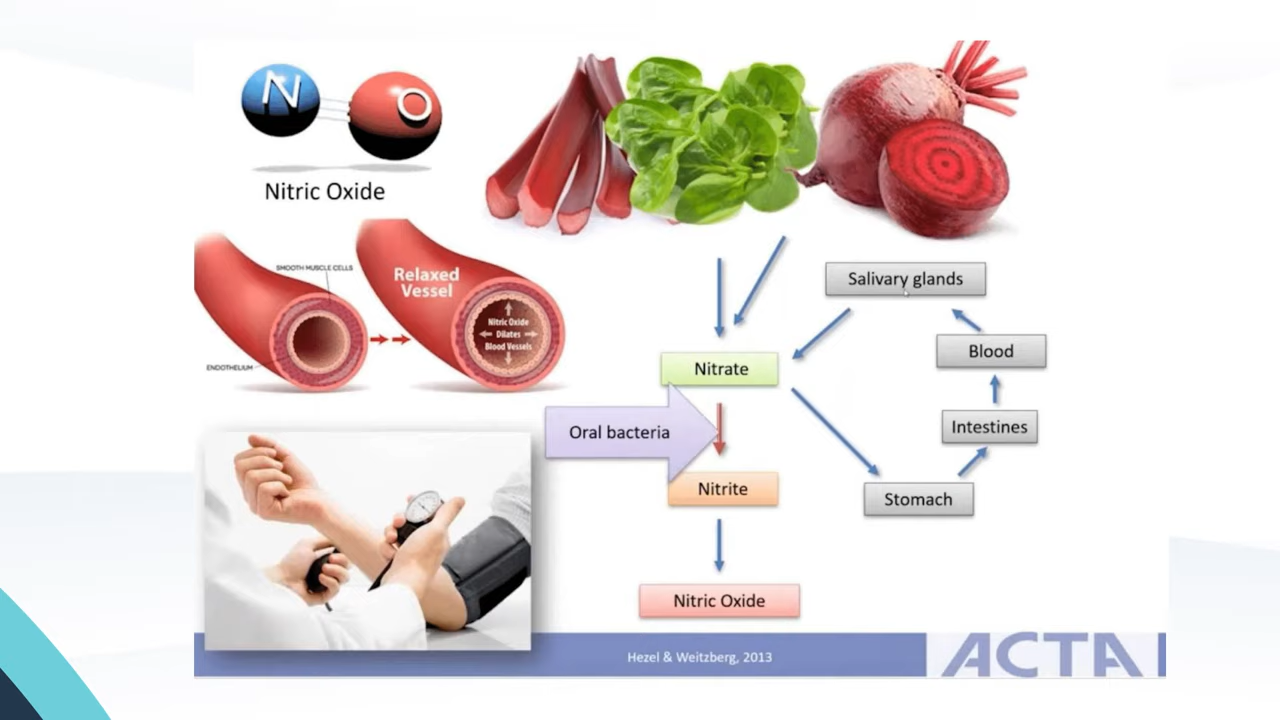 N
O
Nitric Oxide
SMOOTH MUSCLE CELLS
ENDOTHELIUM
Relaxed
Vessel
Nitric Oxide
Dilates
Blood Vessels
Salivary glands
Blood
Intestines
Stomach
Nitrate
Oral bacteria
Nitrite
Nitric Oxide
Hezel & Weitzberg, 2013
ACTA